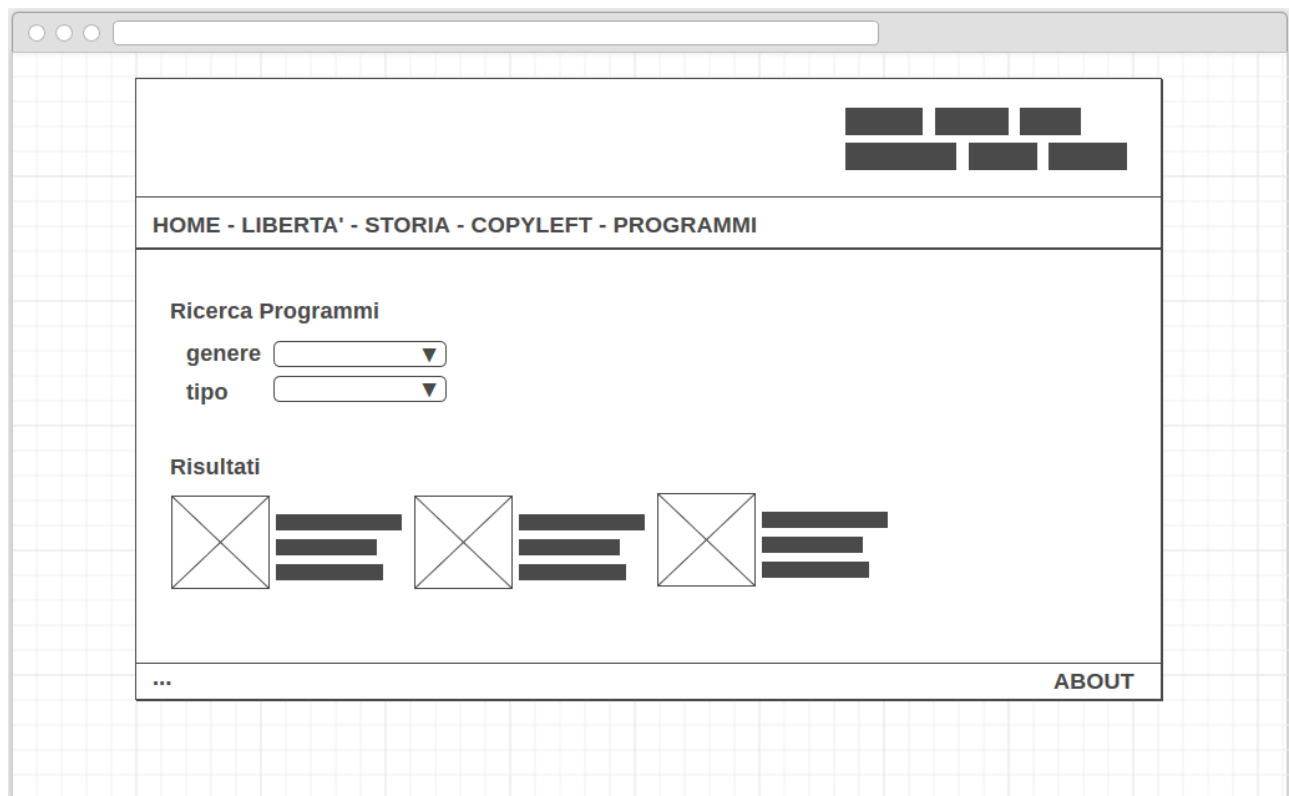 HOME - LIBERTA' - STORIA - COPYLEFT - PROGRAMMI
Ricerca Programmi
genere
tipo
Risultati
...
ABOUT